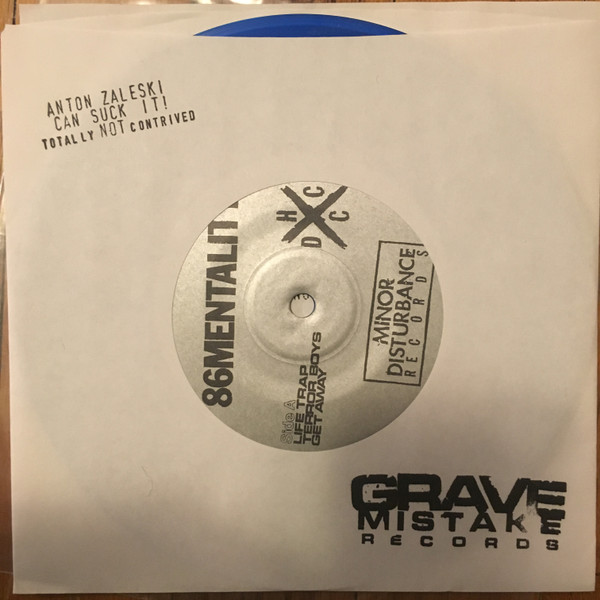 ANTON ZALESKI
CAN SUCK IT!
TOTALLY NOT CONTRIVED
86MENTALIT
H C
D C
MINOR
DISTURBANCE
RECORDS
Side A
LIFE TRAP
TERROR BOYS
GET AWAY
GRAVE
MISTAKE
RECORDS